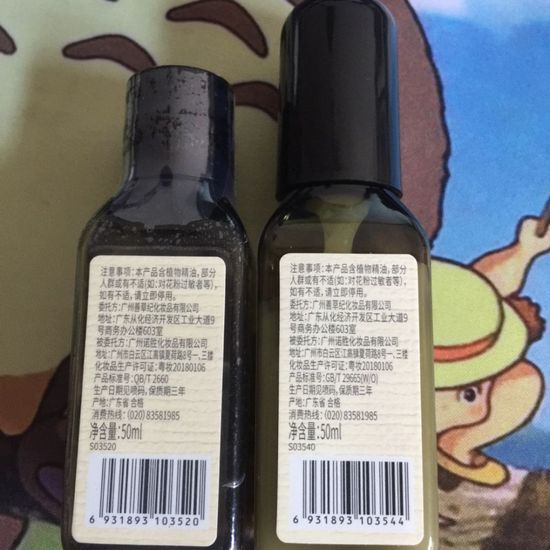 注意事项:本产品含植物精油,部分
人群或有不适(如:对花粉过敏者等),
如有不适,请立即停用。
委托方:广州善草纪化妆品有限公司
地址:广东从化经济开发区工业大道9
号商务办公楼603室
被委托方:广州诺胜化妆品有限公司
地址:广州市白云区江高镇夏荷路8号一,三楼
化妆品生产许可证:粤妆20180106
产品标准号:QB/T 2660
生产日期见喷码,保质期三年
产地:广东省 合格
消费热线:(020)83581985
净含量:50ml
S03520
6 931893 103520
注意事项:本产品含植物精油,部分
人群或有不适(如:对花粉过敏者等),
如有不适,请立即停用。
委托方:广州善草纪化妆品有限公司
地址:广东从化经济开发区工业大道9
号商务办公楼603室
被委托方:广州诺胜化妆品有限公司
地址:广州市白云区江高镇夏荷路8号一,三楼
化妆品生产许可证:粤妆20180106
产品标准号:GB/T 29665(W/O)
生产日期见喷码,保质期三年
产地:广东省 合格
消费热线:(020)83581985
净含量:50ml
S03540
6 931893 103544